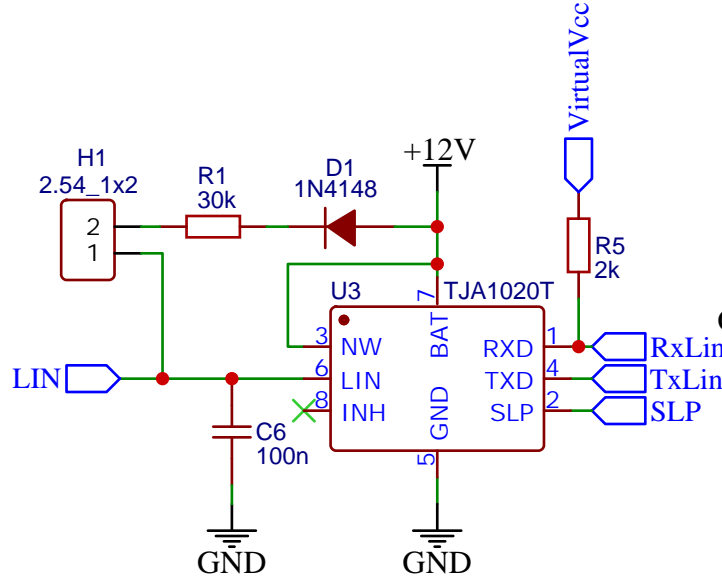 VirtualVcc
+12V
H1
2.54_1x2
R1
30k
D1
1N4148
2
1
R5
2k
U3
TJA1020T
7
3
NW
BAT
RXD
1
RxLin
LIN
6
LIN
TXD
4
TxLin
8
INH
GND
SLP
2
SLP
C6
100n
5
GND
GND